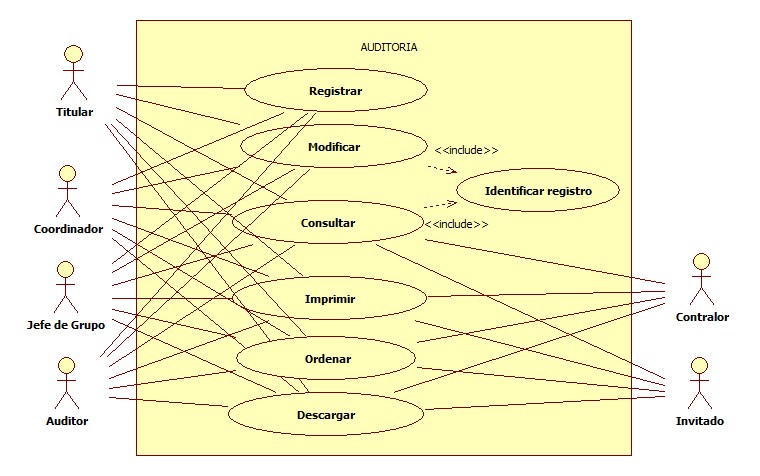 AUDITORIA
Registrar
Titular
Modificar
<<include>>
Identificar registro
Coordinador
Consultar
<<include>>
Jefe de Grupo
Imprimir
Contralor
Ordenar
Auditor
Descargar
Invitado